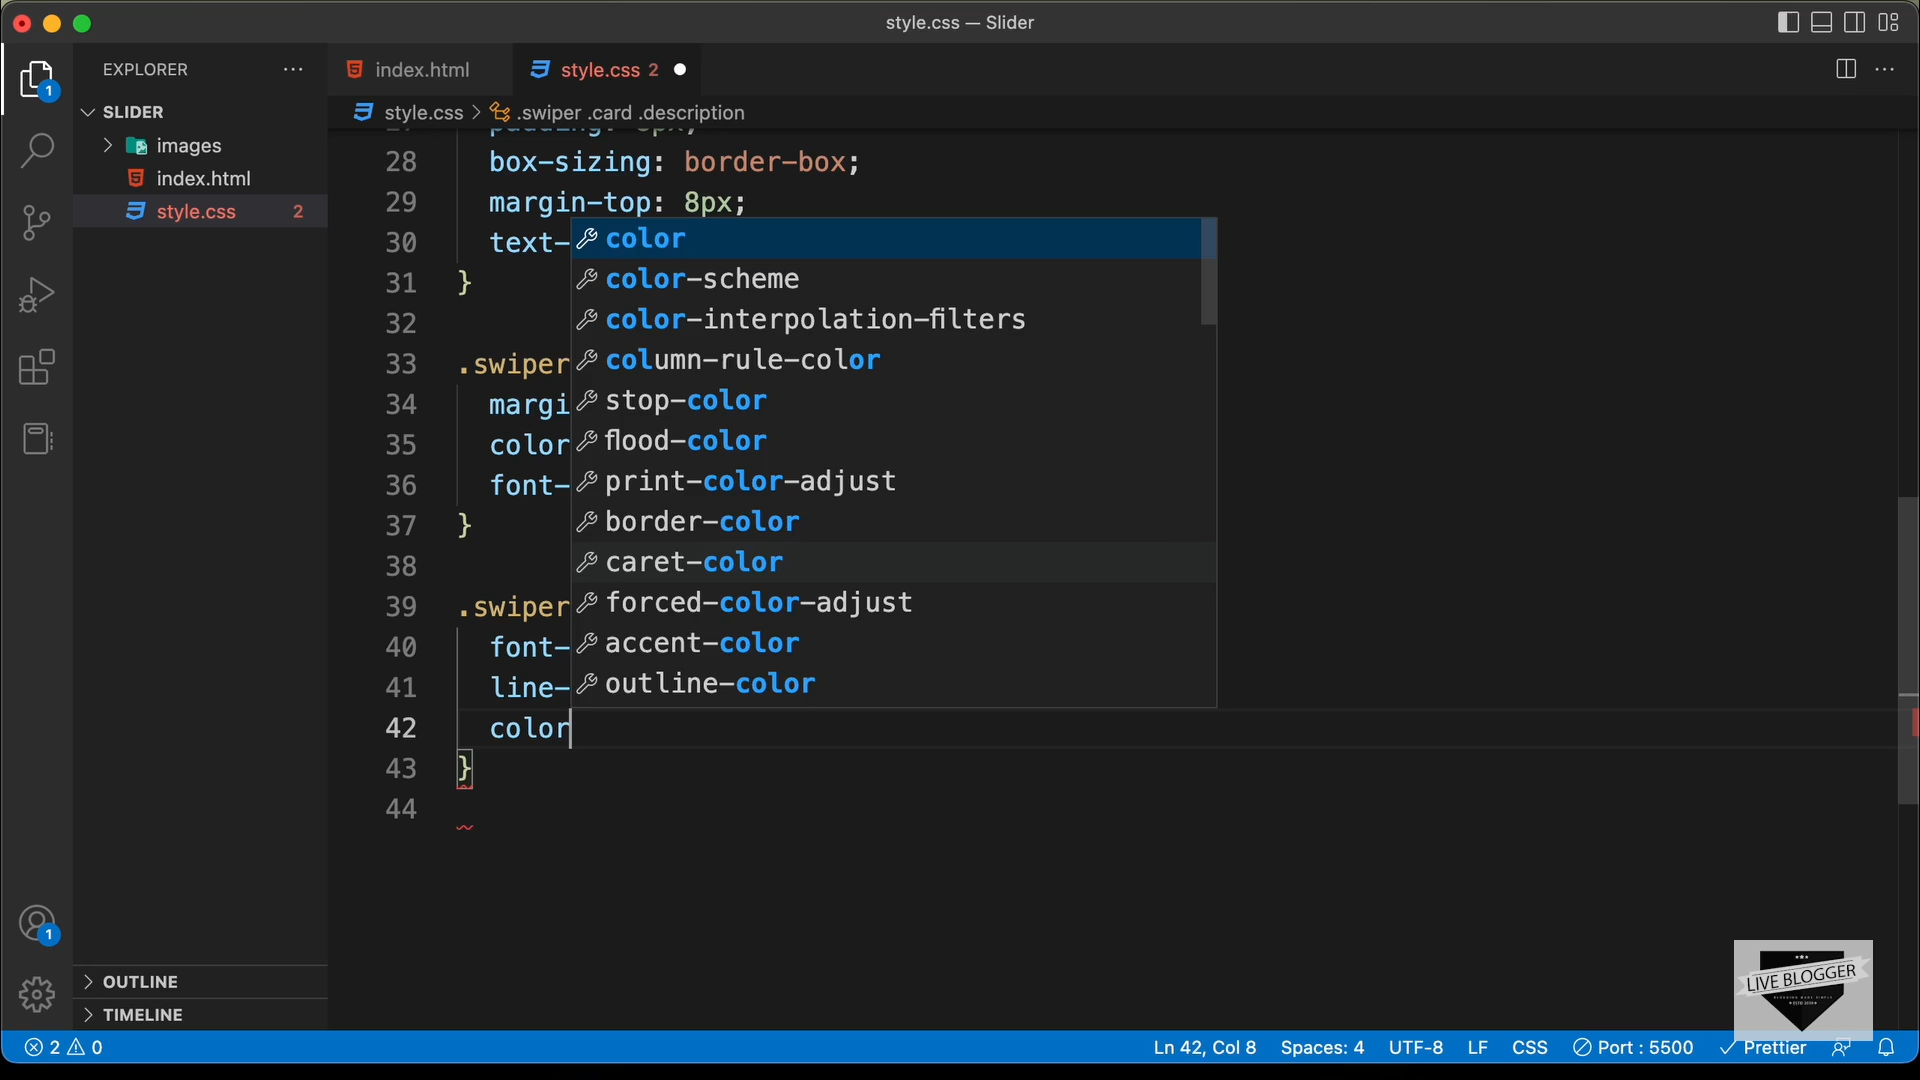 style.css — Slider
EXPLORER
index.html
style.css 2
SLIDER
style.css > .swiper .card .description
images
index.html
style.css 2
28 box-sizing: border-box;
29 margin-top: 8px;
30 text-
31 }
32
33 .swiper
34 margi
35 color
36 font-
37 }
38
39 .swiper
40 font-
41 line-
42 color
43 }
44
color
color-scheme
color-interpolation-filters
column-rule-color
stop-color
flood-color
print-color-adjust
border-color
caret-color
forced-color-adjust
accent-color
outline-color
1
1
OUTLINE
TIMELINE
LIVE BLOGGER
2 0
Ln 42, Col 8
Spaces: 4
UTF-8
LF
CSS
Port : 5500
Prettier